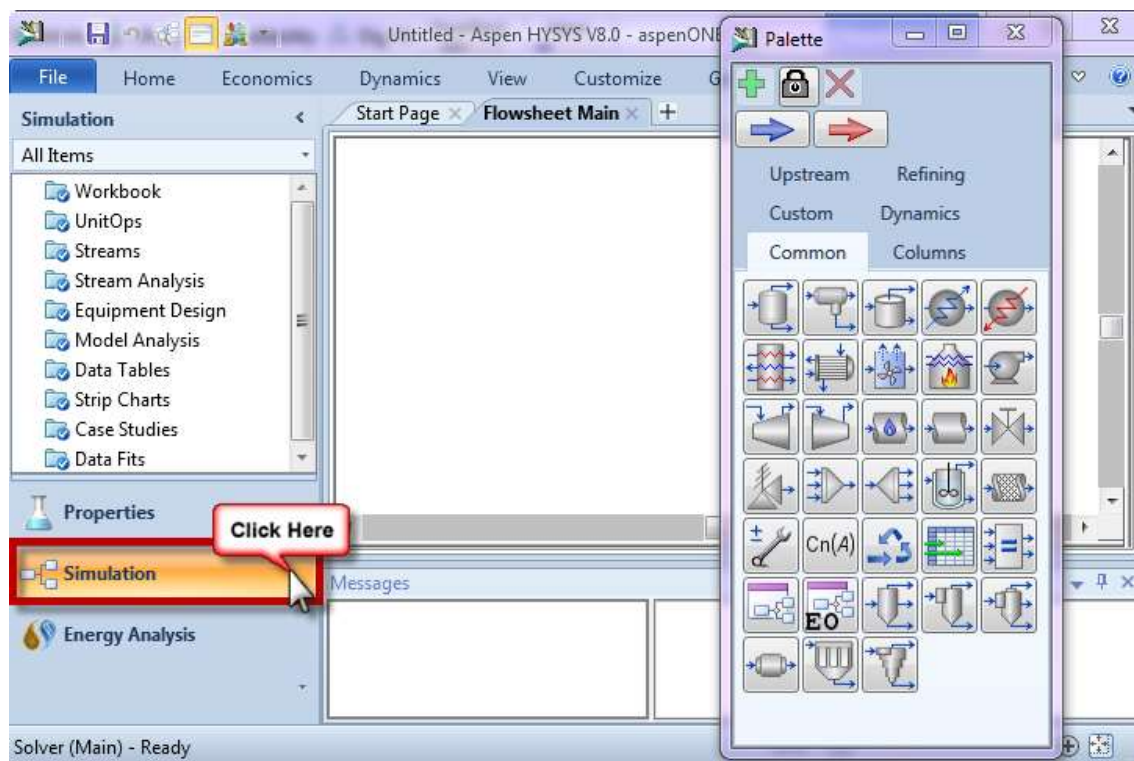 Untitled - Aspen HYSYS V8.0 - aspenONE
Palette
File Home Economics Dynamics View Customize
Simulation
Start Page Flowsheet Main
All Items
Workbook
UnitOps
Streams
Stream Analysis
Equipment Design
Model Analysis
Data Tables
Strip Charts
Case Studies
Data Fits
Upstream Refining
Custom Dynamics
Common Columns
Cn(A)
EO
Properties
Click Here
Simulation
Messages
Energy Analysis
Solver (Main) - Ready